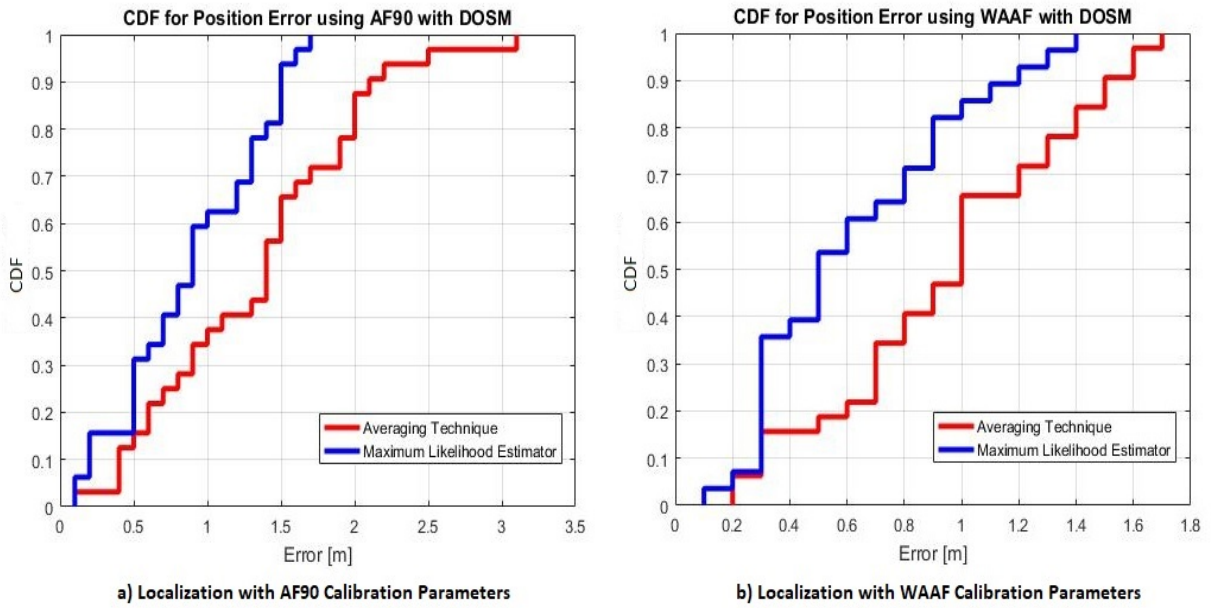 CDF for Position Error using AF90 with DOSM
1
0.9
0.8
0.7
0.6
0.5
0.4
0.3
0.2
0.1
0
CDF
0 0.5 1 1.5 2 2.5 3 3.5
Error [m]
Averaging Technique
Maximum Likelihood Estimator
a) Localization with AF90 Calibration Parameters
CDF for Position Error using WAAF with DOSM
1
0.9
0.8
0.7
0.6
0.5
0.4
0.3
0.2
0.1
0
CDF
0 0.2 0.4 0.6 0.8 1 1.2 1.4 1.6 1.8
Error [m]
Averaging Technique
Maximum Likelihood Estimator
b) Localization with WAAF Calibration Parameters